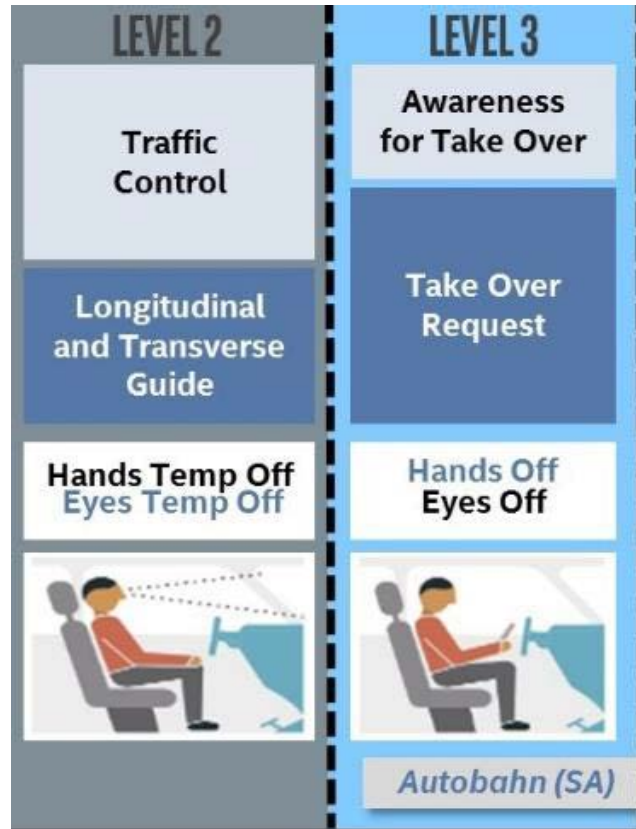 LEVEL 2
Traffic
Control
Longitudinal
and Transverse
Guide
Hands Temp Off
Eyes Temp Off
LEVEL 3
Awareness
for Take Over
Take Over
Request
Hands Off
Eyes Off
Autobahn (SA)